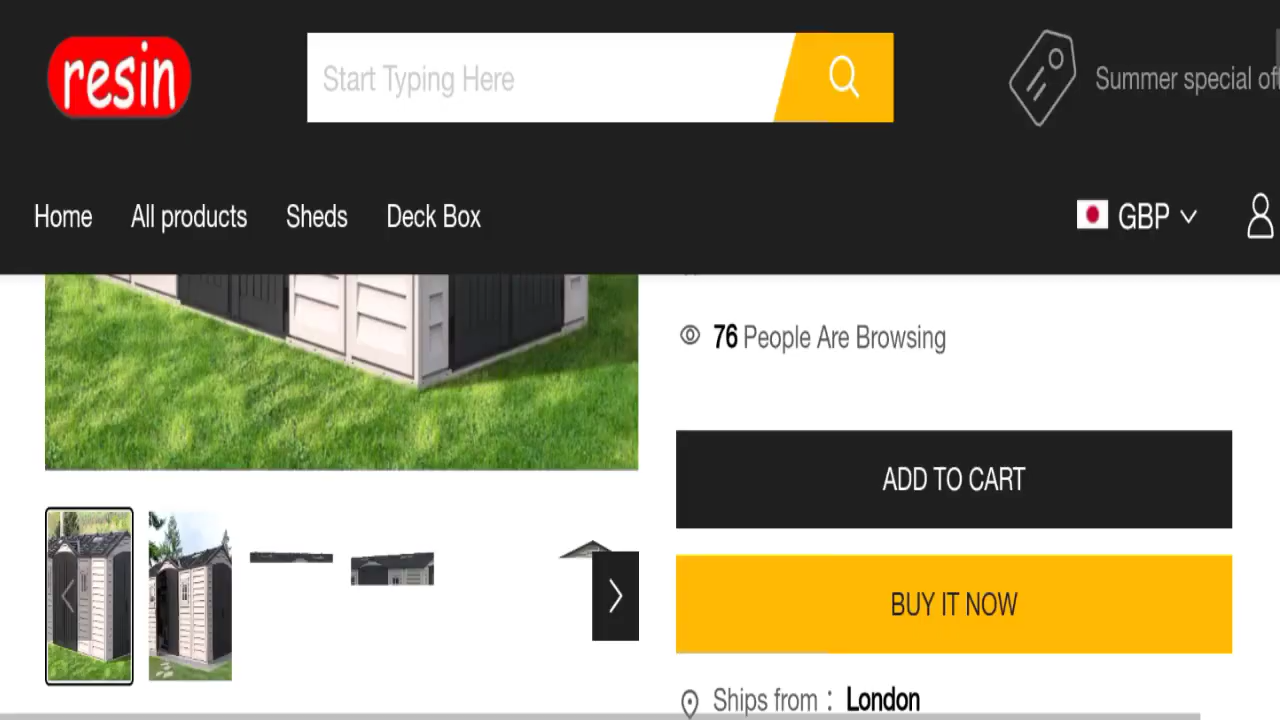 resin
Start Typing Here
Summer special of
Home All products Sheds Deck Box
GBP
76 People Are Browsing
ADD TO CART
BUY IT NOW
Ships from : London